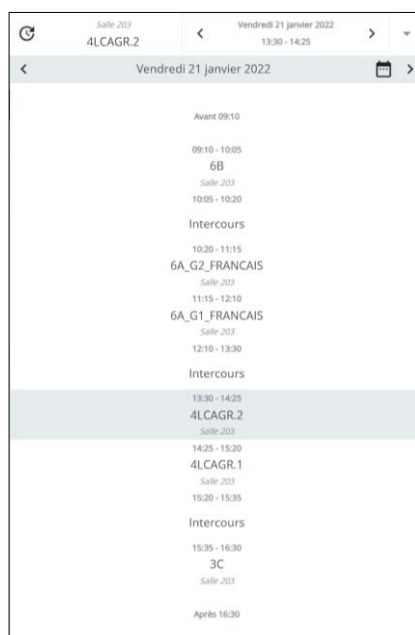 Salle 203
4LCAGR.2
Vendredi 21 janvier 2022
13:30 - 14:25
Vendredi 21 janvier 2022
Avant 09:10
09:10 - 10:05
6B
Salle 203
10:05 - 10:20
Intercours
10:20 - 11:15
6A_G2_FRANCAIS
Salle 203
11:15 - 12:10
6A_G1_FRANCAIS
Salle 203
12:10 - 13:30
Intercours
13:30 - 14:25
4LCAGR.2
Salle 203
14:25 - 15:20
4LCAGR.1
Salle 203
15:20 - 15:35
Intercours
15:35 - 16:30
3C
Salle 203
Après 16:30